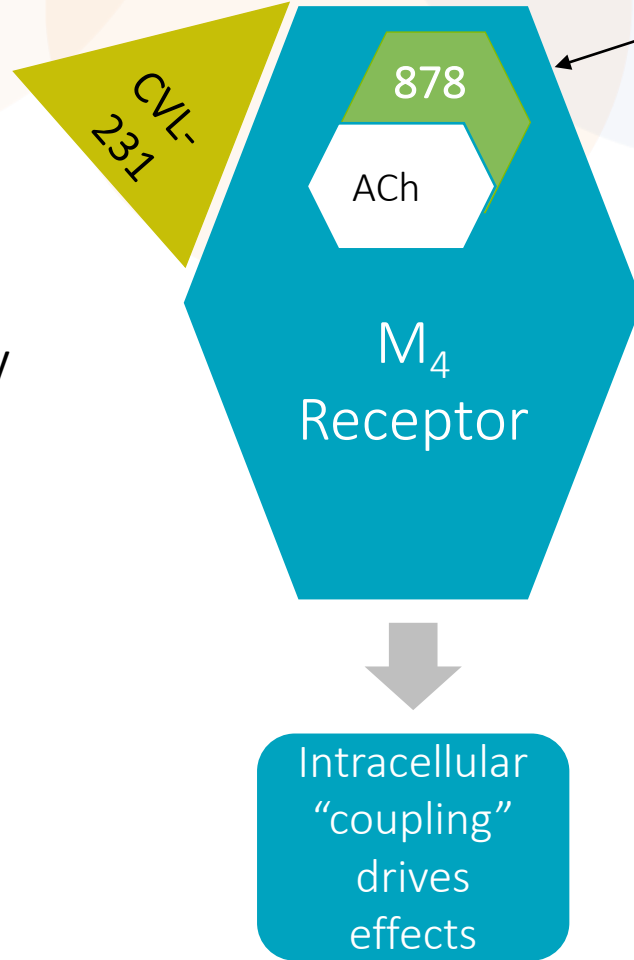 CVL-
231
878
ACh
M₄
Receptor
Intracellular
“coupling”
drives
effects